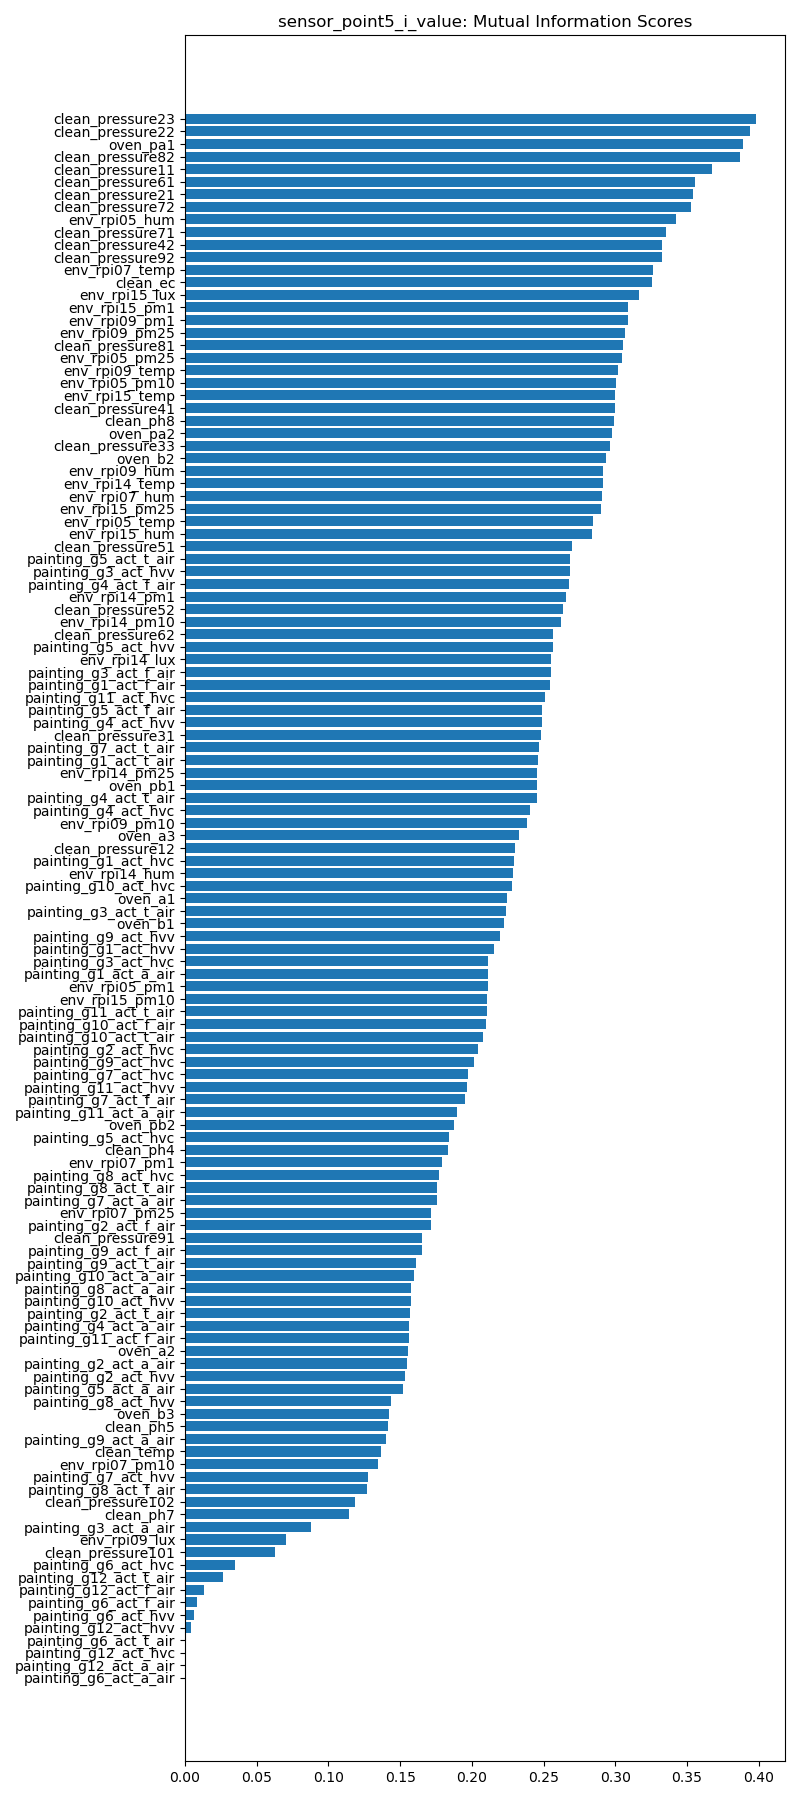 sensor_point5_i_value: Mutual Information Scores
clean_pressure23
clean_pressure22
oven_pa1
clean_pressure82
clean_pressure11
clean_pressure61
clean_pressure21
clean_pressure72
env_rpi05_hum
clean_pressure71
clean_pressure42
clean_pressure92
env_rpi07_temp
clean_ec
env_rpi15_lux
env_rpi15_pm1
env_rpi09_pm1
env_rpi09_pm25
clean_pressure81
env_rpi05_pm25
env_rpi09_temp
env_rpi05_pm10
env_rpi15_temp
clean_pressure41
clean_ph8
oven_pa2
clean_pressure33
oven_b2
env_rpi09_hum
env_rpi14_temp
env_rpi07_hum
env_rpi15_pm25
env_rpi05_temp
env_rpi15_hum
clean_pressure51
painting_g5_act_t_air
painting_g3_act_hvv
painting_g4_act_f_air
env_rpi14_pm1
clean_pressure52
env_rpi14_pm10
clean_pressure62
painting_g5_act_hvv
env_rpi14_lux
painting_g3_act_f_air
painting_g1_act_f_air
painting_g11_act_hvc
painting_g5_act_f_air
painting_g4_act_hvv
clean_pressure31
painting_g7_act_t_air
painting_g1_act_t_air
env_rpi14_pm25
oven_pb1
painting_g4_act_t_air
painting_g4_act_hvc
env_rpi09_pm10
oven_a3
clean_pressure12
painting_g1_act_hvc
env_rpi14_hum
painting_g10_act_hvc
oven_a1
painting_g3_act_t_air
oven_b1
painting_g9_act_hvv
painting_g1_act_hvv
painting_g3_act_hvc
painting_g1_act_a_air
env_rpi05_pm1
env_rpi15_pm10
painting_g11_act_t_air
painting_g10_act_f_air
painting_g10_act_t_air
painting_g2_act_hvc
painting_g9_act_hvc
painting_g7_act_hvc
painting_g11_act_hvv
painting_g7_act_f_air
painting_g11_act_a_air
oven_pb2
painting_g5_act_hvc
clean_ph4
env_rpi07_pm1
painting_g8_act_hvc
painting_g8_act_t_air
painting_g7_act_a_air
env_rpi07_pm25
painting_g2_act_f_air
clean_pressure91
painting_g9_act_f_air
painting_g9_act_t_air
painting_g10_act_a_air
painting_g8_act_a_air
painting_g10_act_hvv
painting_g2_act_t_air
painting_g4_act_a_air
painting_g11_act_f_air
oven_a2
painting_g2_act_a_air
painting_g2_act_hvv
painting_g5_act_a_air
painting_g8_act_hvv
oven_b3
clean_ph5
painting_g9_act_a_air
clean_temp
env_rpi07_pm10
painting_g7_act_hvv
painting_g8_act_f_air
clean_pressure102
clean_ph7
painting_g3_act_a_air
env_rpi09_lux
clean_pressure101
painting_g6_act_hvc
painting_g12_act_t_air
painting_g12_act_f_air
painting_g6_act_f_air
painting_g6_act_hvv
painting_g12_act_hvv
painting_g6_act_t_air
painting_g12_act_hvc
painting_g12_act_a_air
painting_g6_act_a_air
0.00 0.05 0.10 0.15 0.20 0.25 0.30 0.35 0.40